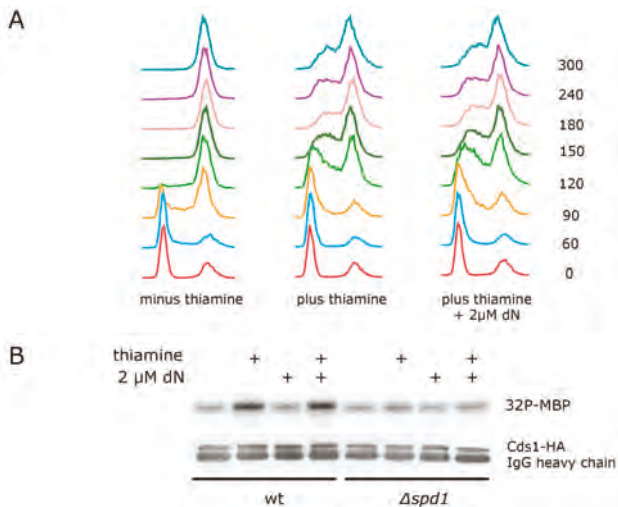 A
300
240
180
150
120
90
60
0
minus thiamine
plus thiamine
plus thiamine
+ 2µM dN
B
thiamine + + + +
2 µM dN + + + +
32P-MBP
Cds1-HA
IgG heavy chain
wt
Δspd1